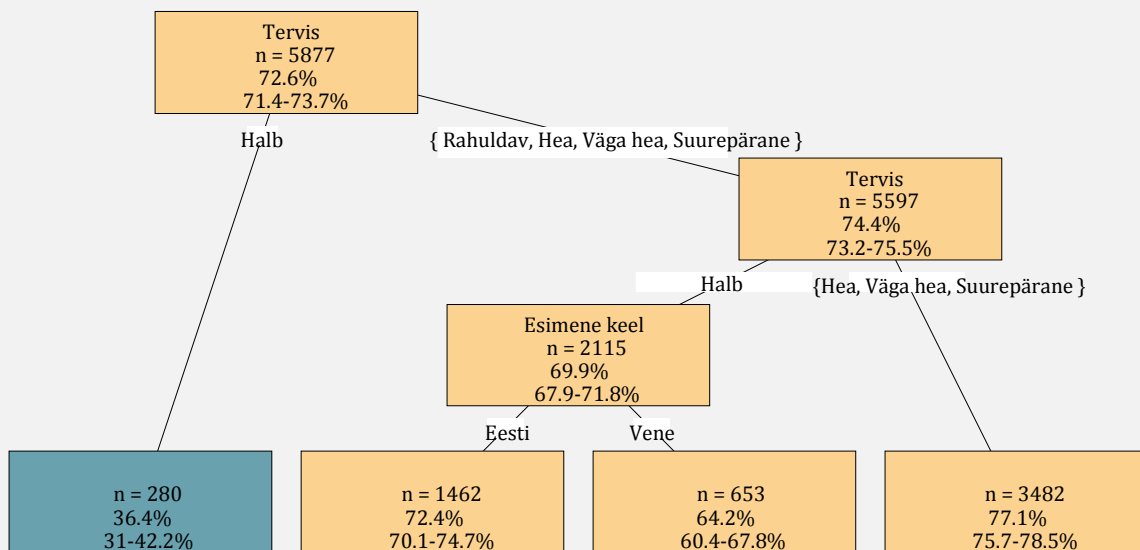 Tervis
n = 5877
72.6%
71.4-73.7%
Halb
{ Rahuldav, Hea, Väga hea, Suurepärane }
Tervis
n = 5597
74.4%
73.2-75.5%
Halb
{Hea, Väga hea, Suurepärane }
Esimene keel
n = 2115
69.9%
67.9-71.8%
Eesti
Vene
n = 280
36.4%
31-42.2%
n = 1462
72.4%
70.1-74.7%
n = 653
64.2%
60.4-67.8%
n = 3482
77.1%
75.7-78.5%